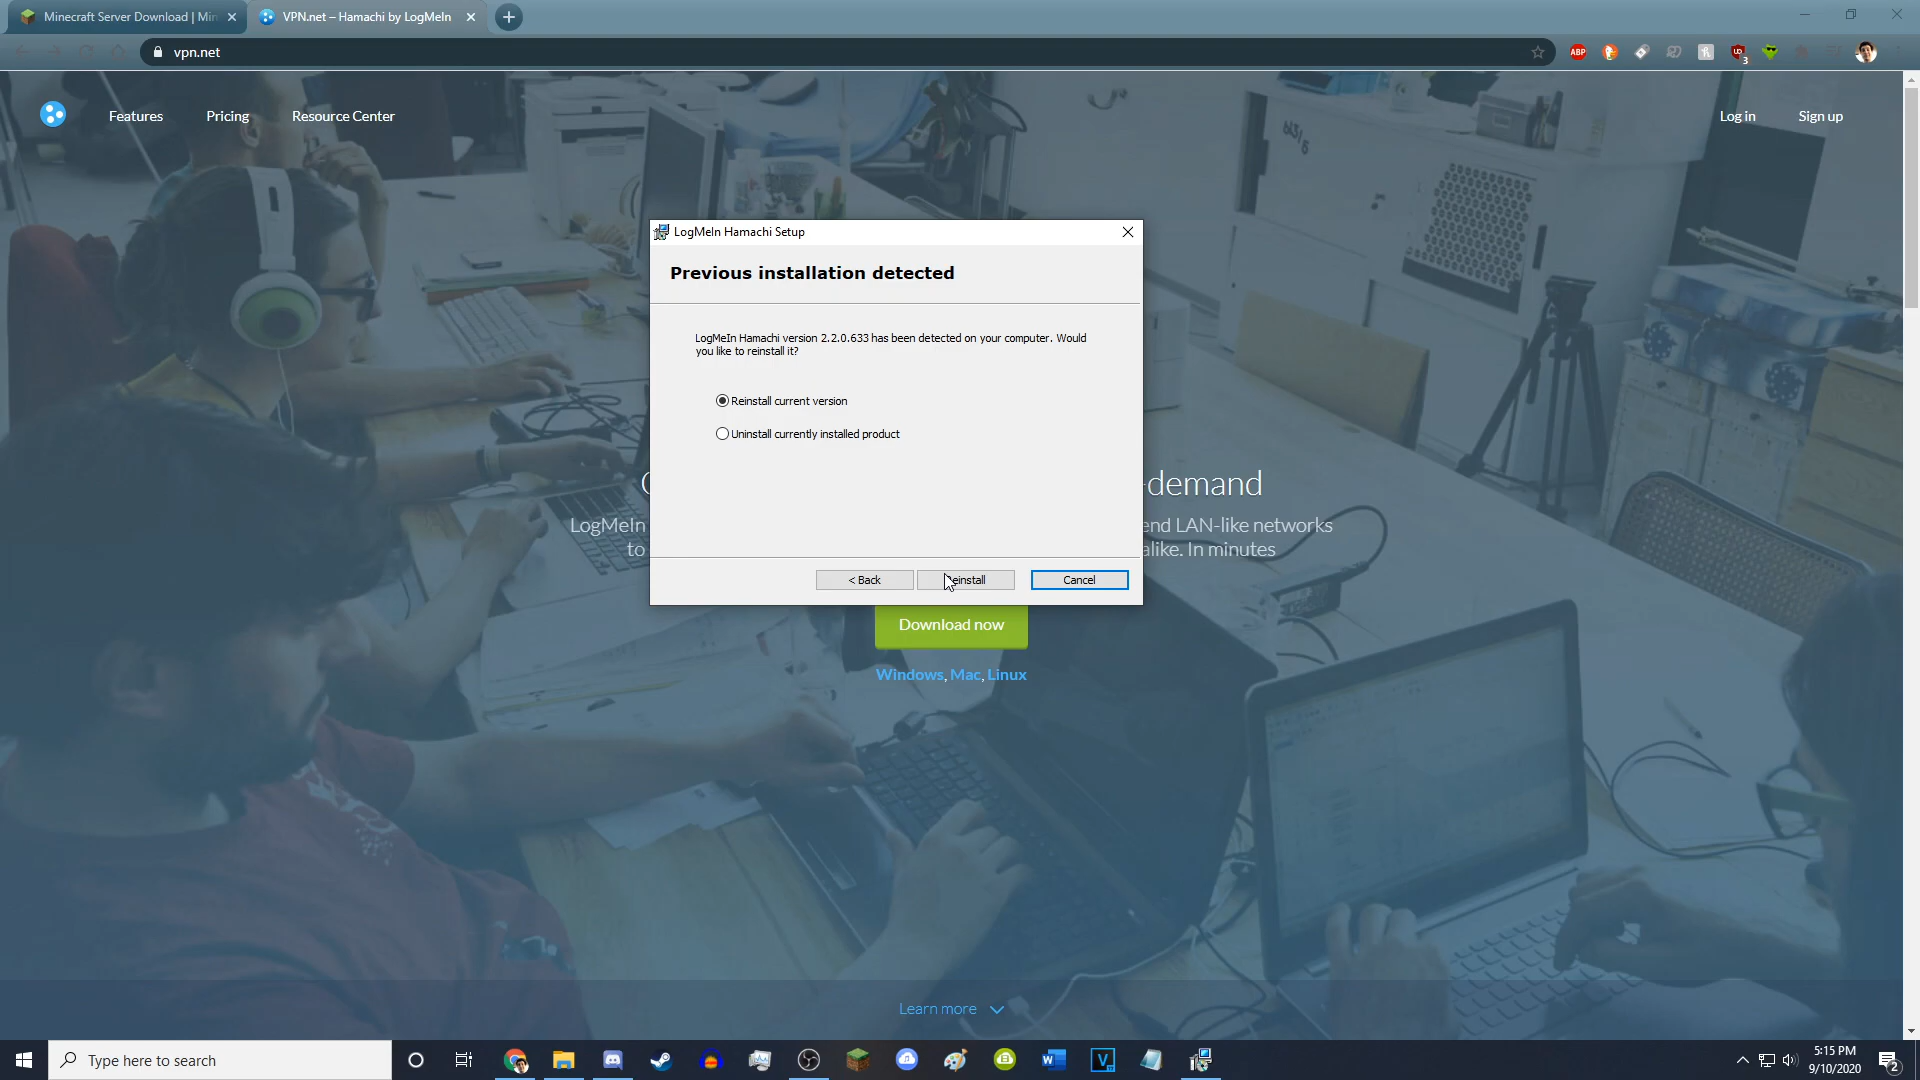 Minecraft Server Download | Min
VPN.net – Hamachi by LogMeIn
vpn.net
ABP
3
Features
Pricing
Resource Center
Log in
Sign up
LogMeIn Hamachi Setup
Previous installation detected
LogMeIn Hamachi version 2.2.0.633 has been detected on your computer. Would
you like to reinstall it?
Reinstall current version
Uninstall currently installed product
-demand
LogMeIn
end LAN-like networks
to
alike. In minutes
< Back
einstall
Cancel
Download now
Windows, Mac, Linux
Learn more
Type here to search
5:15 PM
9/10/2020
2